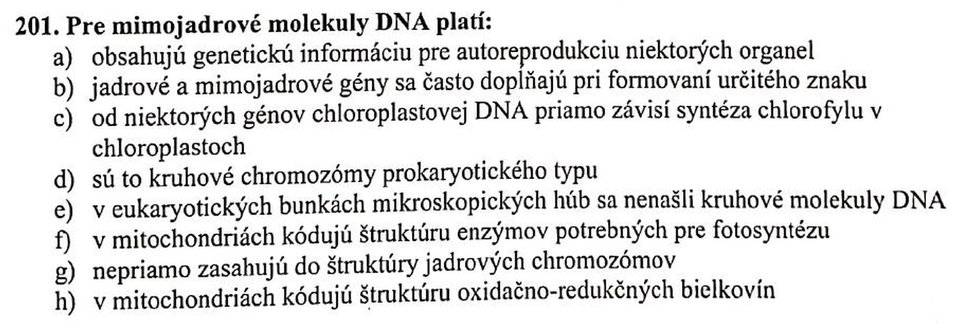 201. Pre mimojadrové molekuly DNA platí:
a) obsahujú genetickú informáciu pre autoreprodukciu niektorých organel
b) jadrové a mimojadrové gény sa často dopĺňajú pri formovaní určitého znaku
c) od niektorých génov chloroplastovej DNA priamo závisí syntéza chlorofylu v
chloroplastoch
d) sú to kruhové chromozómy prokaryotického typu
e) v eukaryotických bunkách mikroskopických húb sa nenašli kruhové molekuly DNA
f) v mitochondriách kódujú štruktúru enzýmov potrebných pre fotosyntézu
g) nepriamo zasahujú do štruktúry jadrových chromozómov
h) v mitochondriách kódujú štruktúru oxidačno-redukčných bielkovín